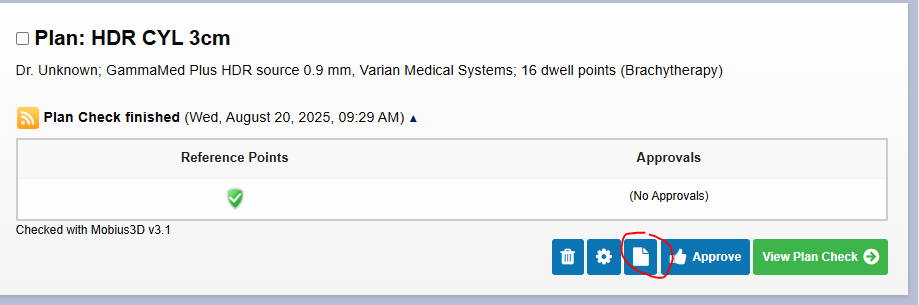 Plan: HDR CYL 3cm
Dr. Unknown; GammaMed Plus HDR source 0.9 mm, Varian Medical Systems; 16 dwell points (Brachytherapy)
Plan Check finished (Wed, August 20, 2025, 09:29 AM) ▲
Reference Points Approvals
(No Approvals)
Checked with Mobius3D v3.1
Approve View Plan Check